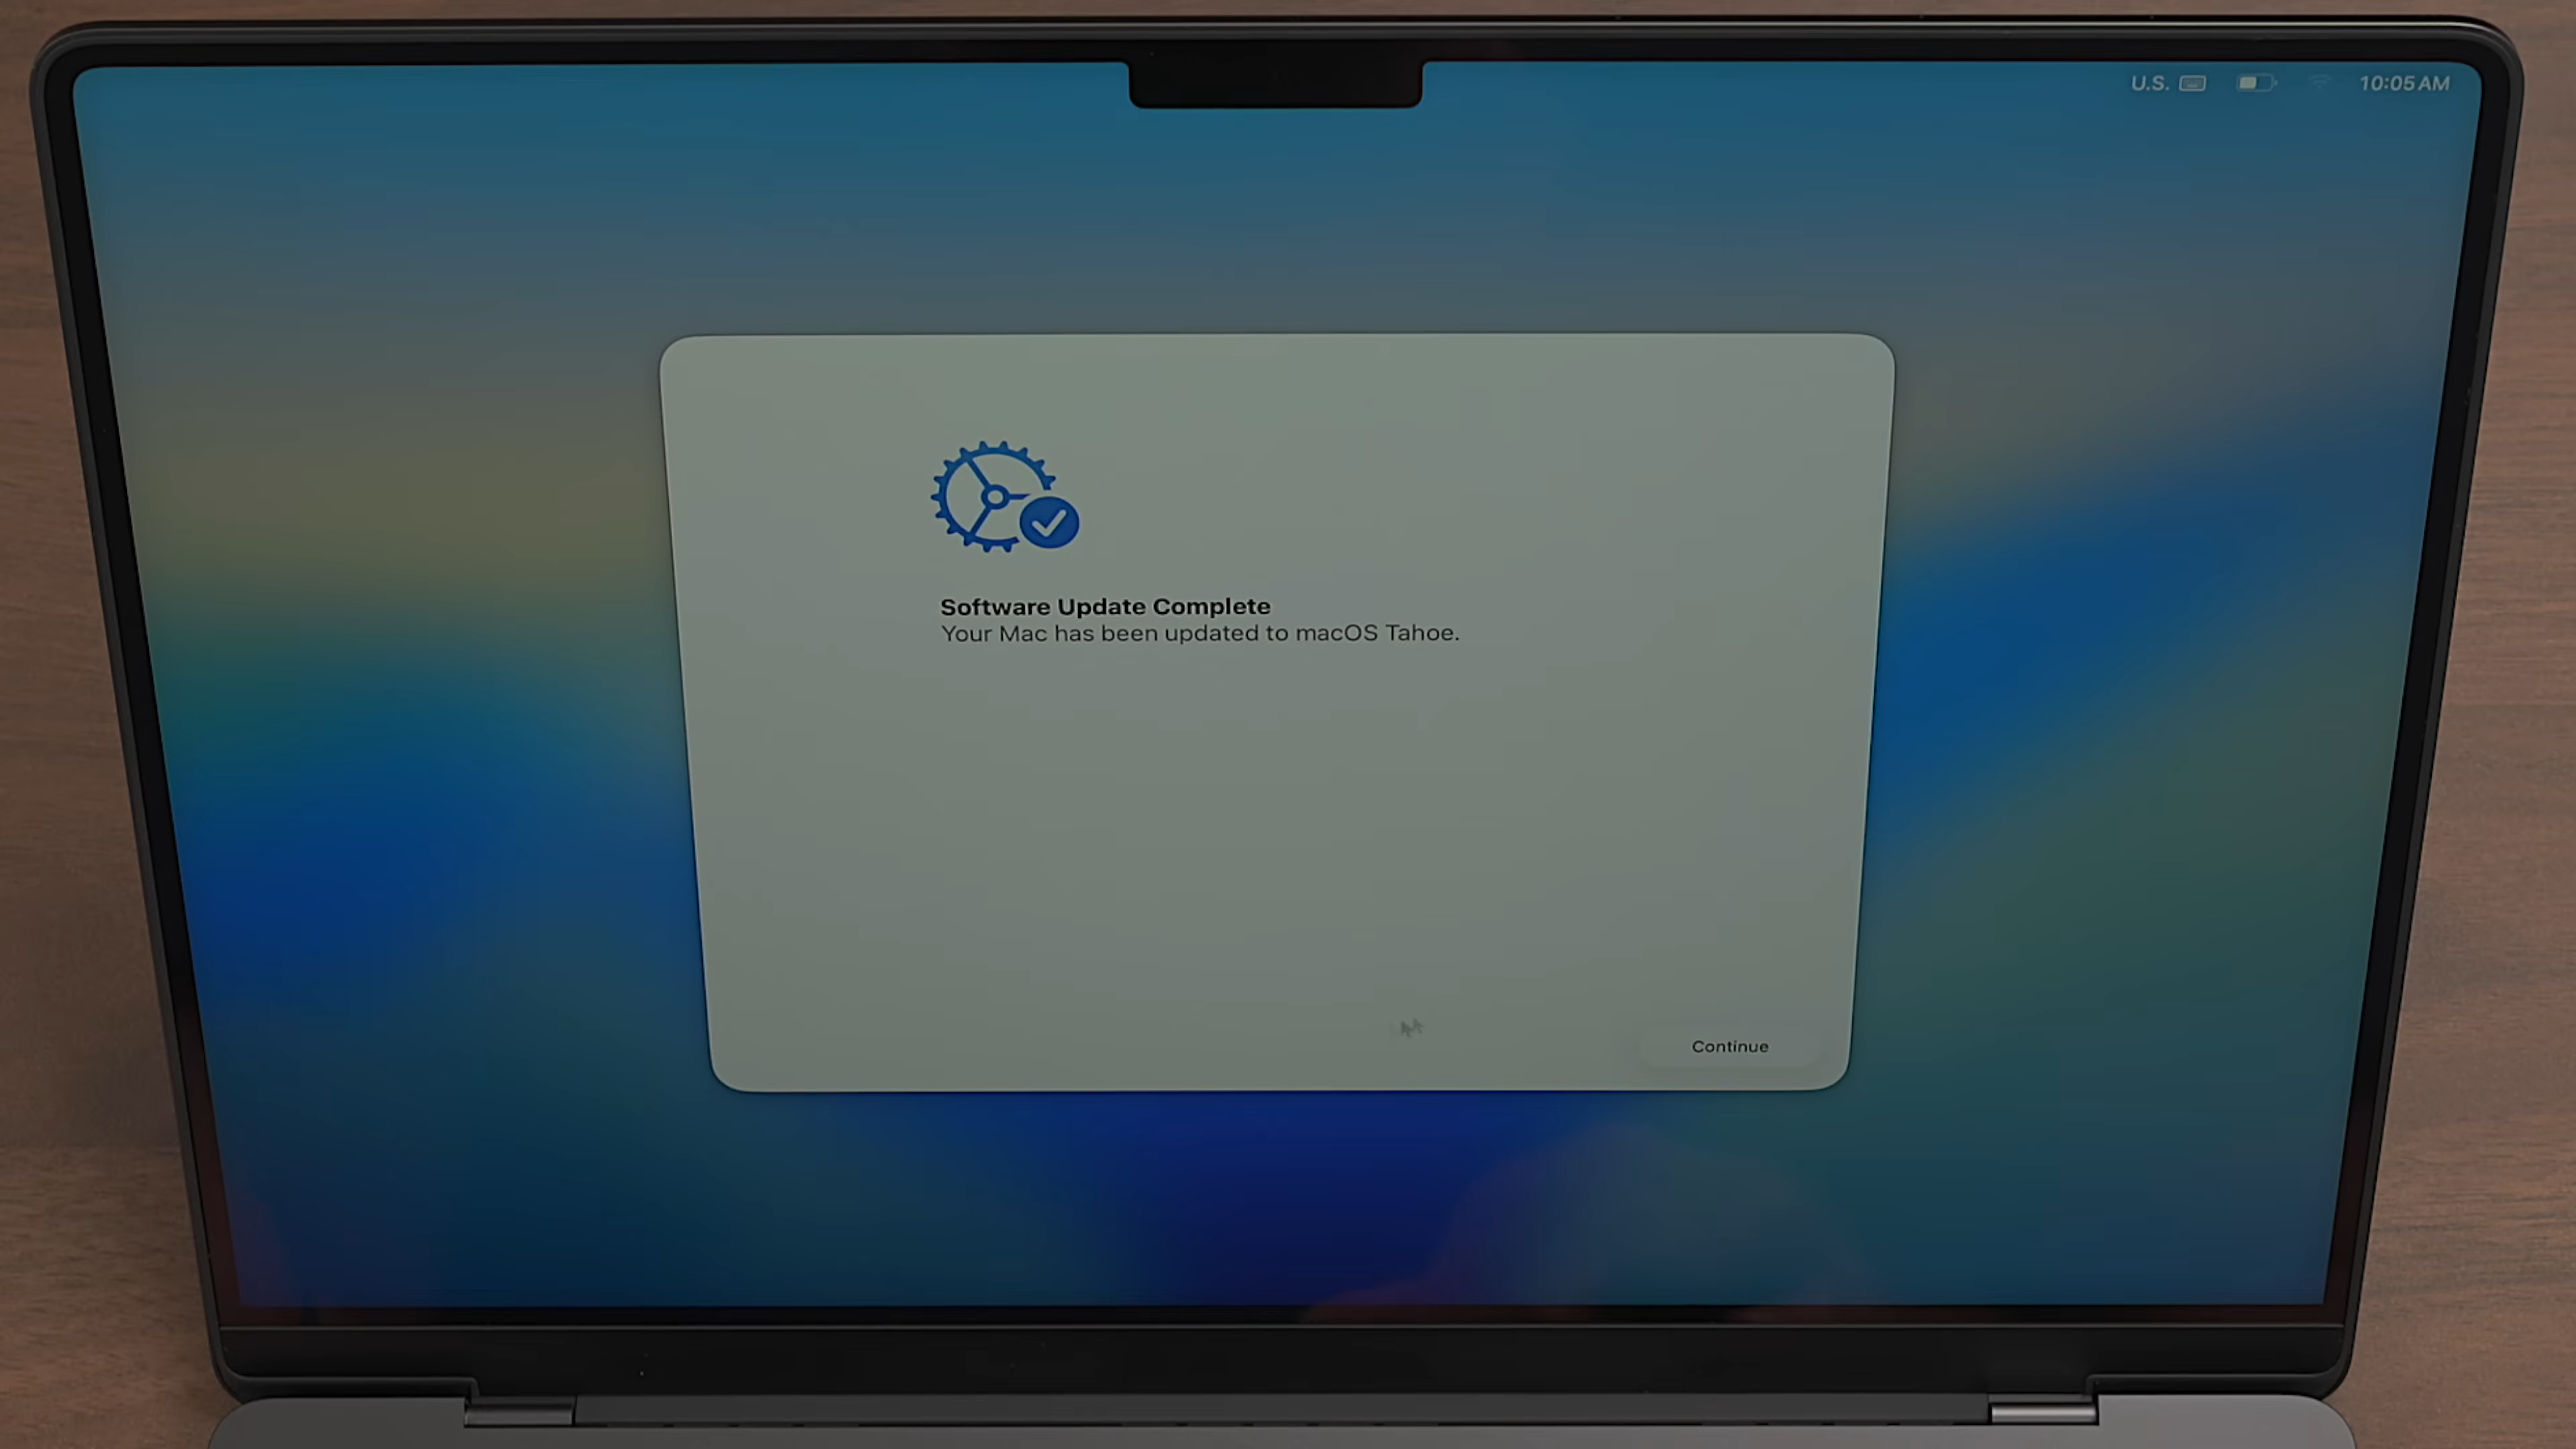 U.S. 10:05 AM
Software Update Complete
Your Mac has been updated to macOS Tahoe.
Continue